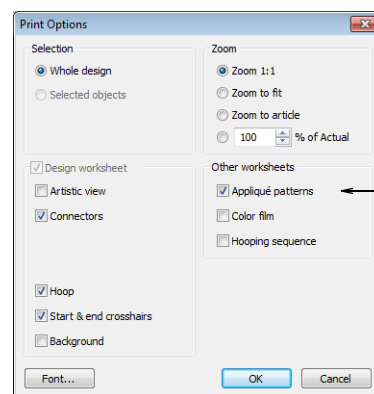 Print Options
Selection
Whole design
Selected objects
Zoom
Zoom 1:1
Zoom to fit
Zoom to article
100 % of Actual
Design worksheet
Artistic view
Connectors
Hoop
Start & end crosshairs
Background
Other worksheets
Appliqué patterns
Color film
Hooping sequence
Font...
OK
Cancel